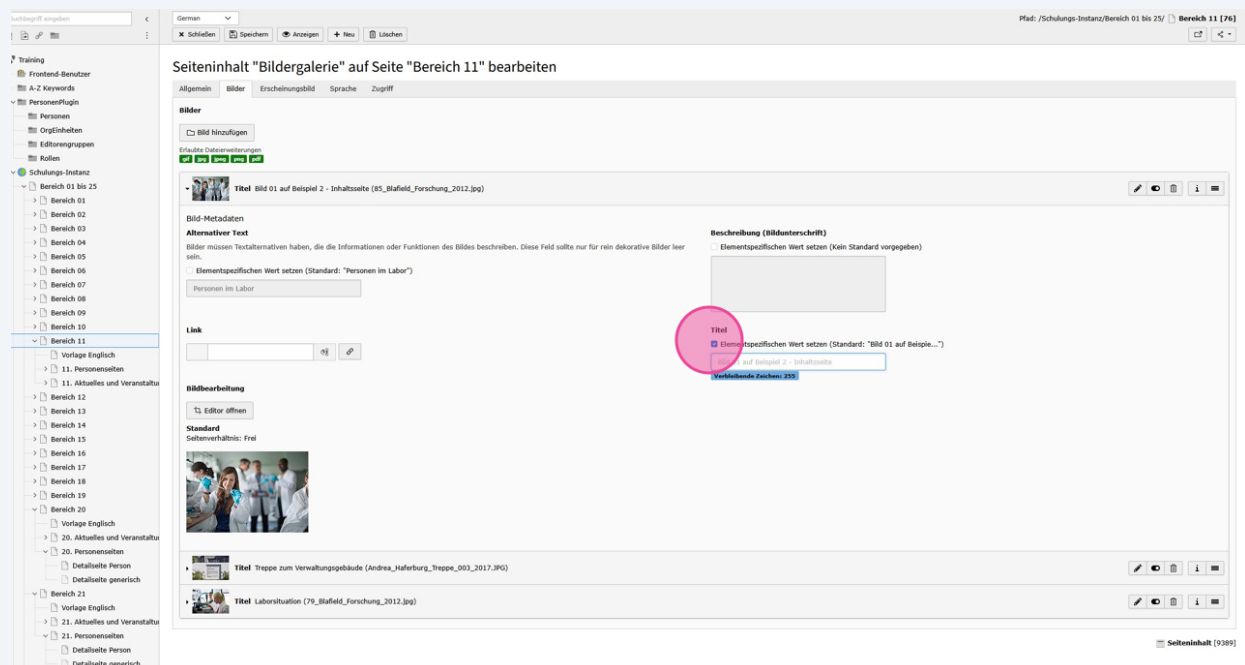 Suchbegriff eingeben
Training
Frontend-Benutzer
A-Z Keywords
PersonenPlugin
Personen
OrgEinheiten
Editorengruppen
Rollen
Schulungs-Instanz
Bereich 01 bis 25
Bereich 01
Bereich 02
Bereich 03
Bereich 04
Bereich 05
Bereich 06
Bereich 07
Bereich 08
Bereich 09
Bereich 10
Bereich 11
Vorlage Englisch
11. Personenseiten
11. Aktuelles und Veranstaltu
Bereich 12
Bereich 13
Bereich 14
Bereich 15
Bereich 16
Bereich 17
Bereich 18
Bereich 19
Bereich 20
Vorlage Englisch
20. Aktuelles und Veranstaltu
20. Personenseiten
Detailseite Person
Detailseite generisch
Bereich 21
Vorlage Englisch
21. Aktuelles und Veranstaltu
21. Personenseiten
Detailseite Person
Detailseite generisch
German
Pfad: /Schulungs-Instanz/Bereich 01 bis 25/ Bereich 11 [76]
Schließen Speichern Anzeigen Neu Löschen
Seiteninhalt "Bildergalerie" auf Seite "Bereich 11" bearbeiten
Allgemein Bilder Erscheinungsbild Sprache Zugriff
Bilder
Bild hinzufügen
Erlaubte Dateierweiterungen
gif jpg jpeg png pdf
Titel Bild 01 auf Beispiel 2 - Inhaltsseite (85_Blafield_Forschung_2012.jpg)
Bild-Metadaten
Alternativer Text
Bilder müssen Textalternativen haben, die die Informationen oder Funktionen des Bildes beschreiben. Diese Feld sollte nur für rein dekorative Bilder leer
sein.
Elementspezifischen Wert setzen (Standard: "Personen im Labor")
Personen im Labor
Beschreibung (Bildunterschrift)
Elementspezifischen Wert setzen (Kein Standard vorgegeben)
Link
Titel
Elementspezifischen Wert setzen (Standard: "Bild 01 auf Beispie...")
Bild 01 auf Beispiel 2 - Inhaltsseite
Verbleibende Zeichen: 255
Bildbearbeitung
Editor öffnen
Standard
Seitenverhältnis: Frei
Titel Treppe zum Verwaltungsgebäude (Andrea_Haferburg_Treppe_003_2017.JPG)
Titel Laborsituation (79_Blafield_Forschung_2012.jpg)
Seiteninhalt [9389]